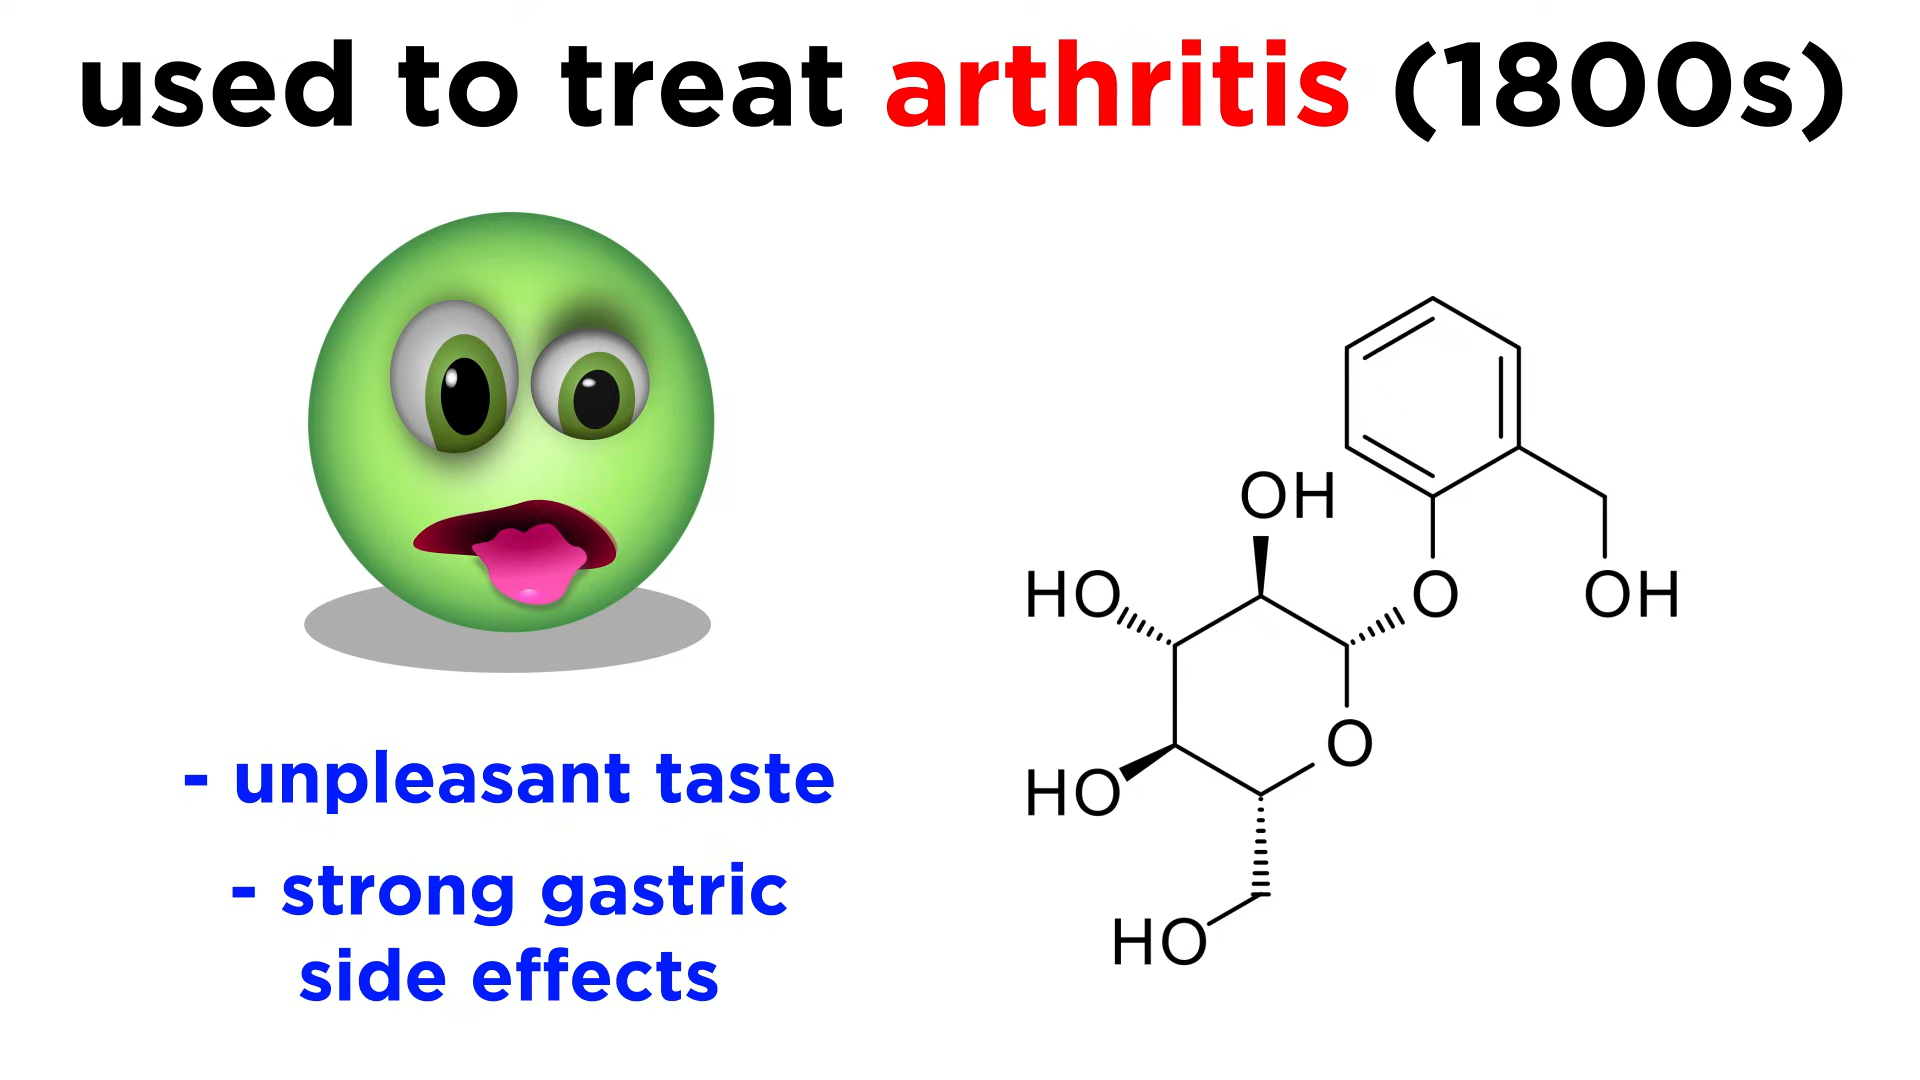 used to treat arthritis (1800s)
- unpleasant taste
- strong gastric
side effects
OH
HO
O
OH
O
HO
HO